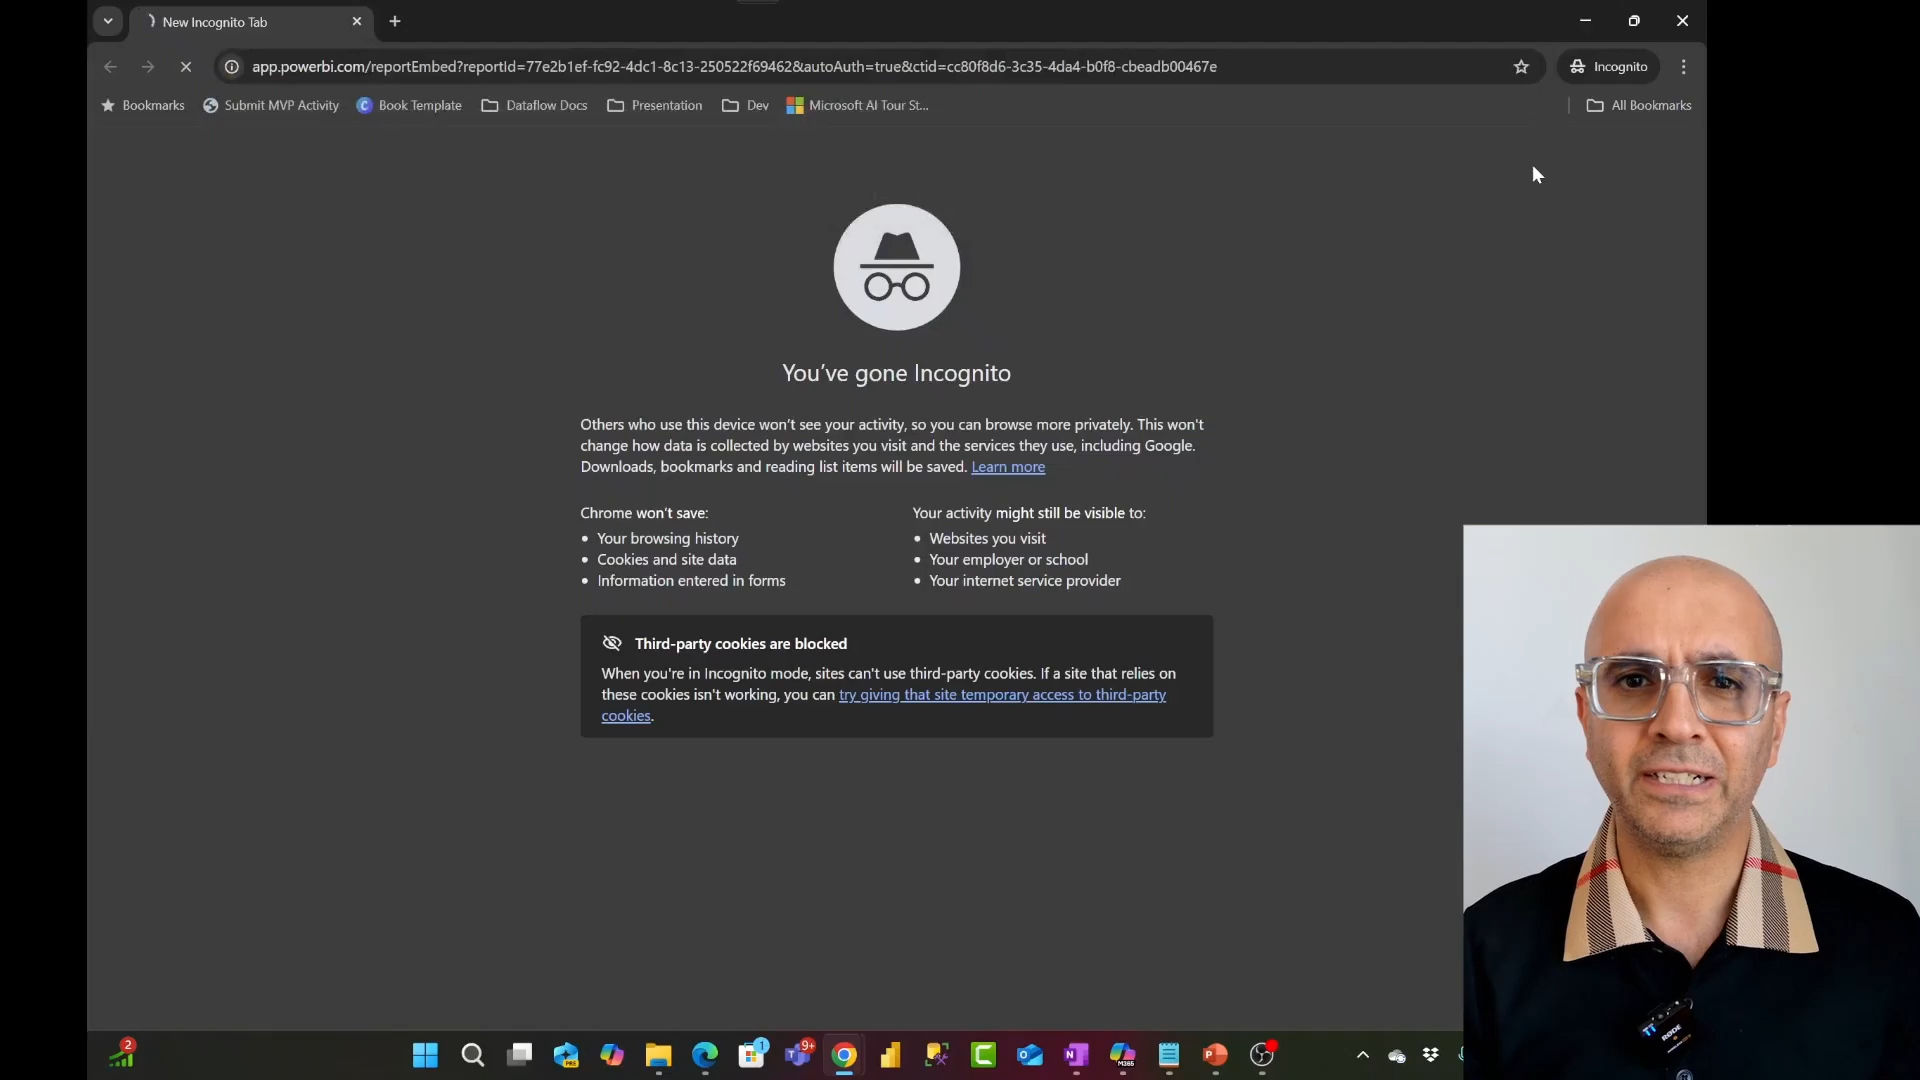 New Incognito Tab
app.powerbi.com/reportEmbed?reportId=77e2b1ef-fc92-4dc1-8c13-250522f69462&autoAuth=true&ctid=cc80f8d6-3c35-4da4-b0f8-cbeadb00467e
Incognito
Bookmarks Submit MVP Activity Book Template Dataflow Docs Presentation Dev Microsoft AI Tour St... All Bookmarks
You've gone Incognito
Others who use this device won't see your activity, so you can browse more privately. This won't
change how data is collected by websites you visit and the services they use, including Google.
Downloads, bookmarks and reading list items will be saved. Learn more
Chrome won't save:
Your browsing history
Cookies and site data
Information entered in forms
Your activity might still be visible to:
Websites you visit
Your employer or school
Your internet service provider
Third-party cookies are blocked
When you're in Incognito mode, sites can't use third-party cookies. If a site that relies on
these cookies isn't working, you can try giving that site temporary access to third-party
cookies.
RODE
2
PRE
1
9+
M365